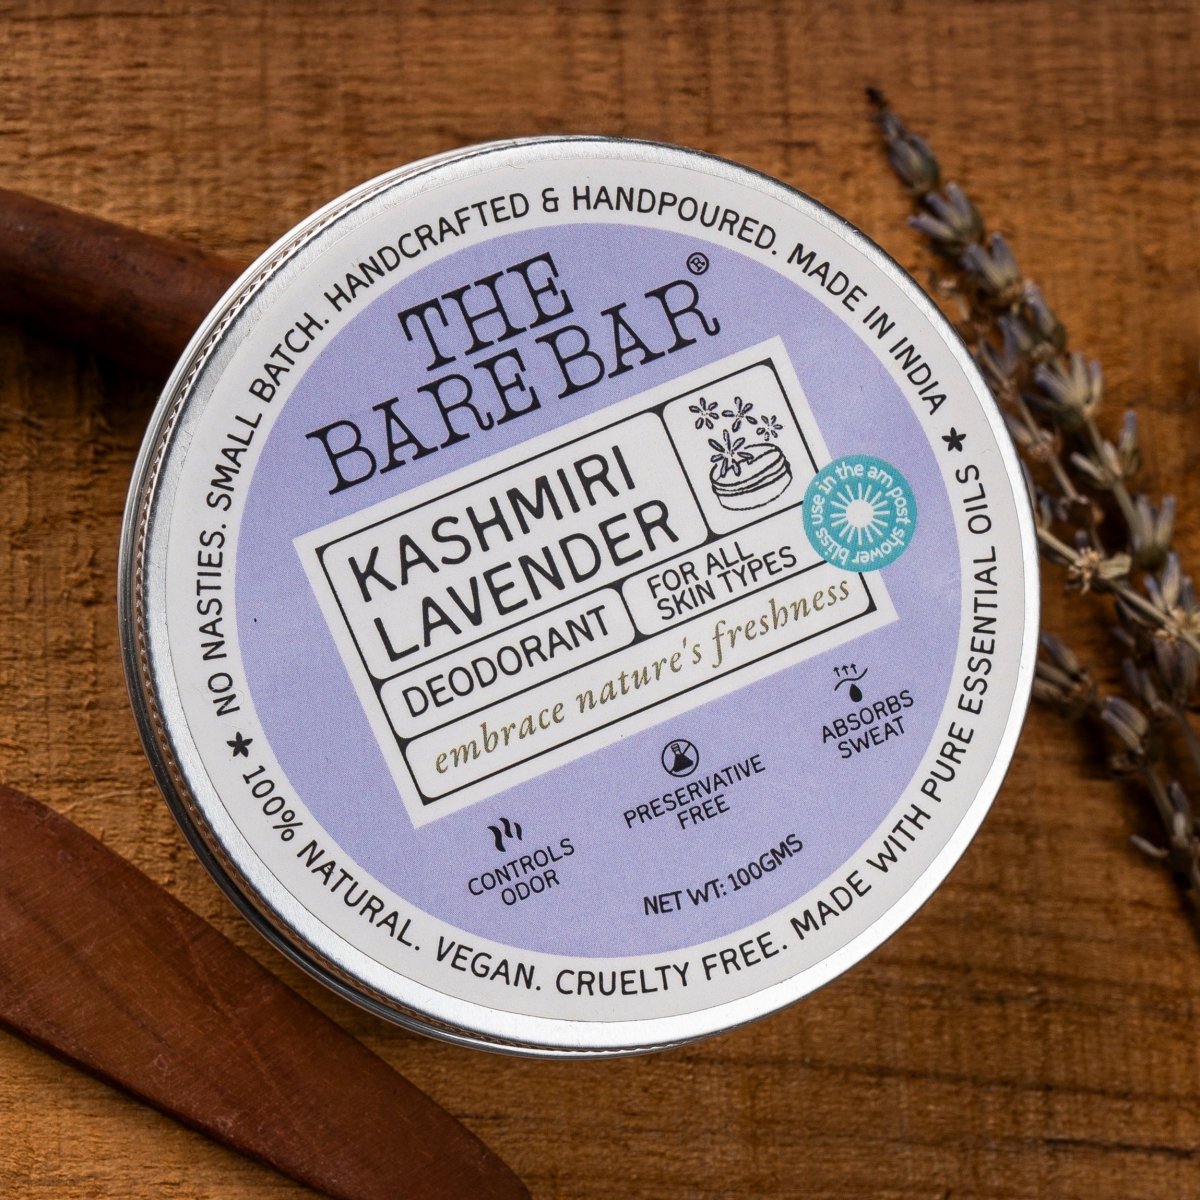 NO NASTIES. SMALL BATCH. HANDCRAFTED & HANDPOURED. MADE IN INDIA
THE
BARE BAR®
KASHMIRI
LAVENDER
DEODORANT
FOR ALL
SKIN TYPES
embrace nature's freshness
use in the am post shower bliss
CONTROLS
ODOR
PRESERVATIVE
FREE
ABSORBS
SWEAT
NET WT: 100GMS
100% NATURAL. VEGAN. CRUELTY FREE. MADE WITH PURE ESSENTIAL OILS